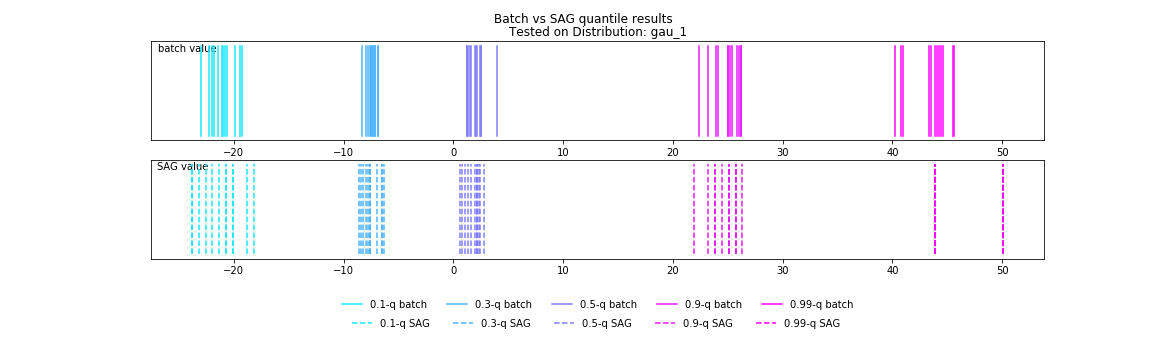 Batch vs SAG quantile results
Tested on Distribution: gau_1
batch value
−20 −10 0 10 20 30 40 50
SAG value
−20 −10 0 10 20 30 40 50
0.1-q batch 0.3-q batch 0.5-q batch 0.9-q batch 0.99-q batch
0.1-q SAG 0.3-q SAG 0.5-q SAG 0.9-q SAG 0.99-q SAG